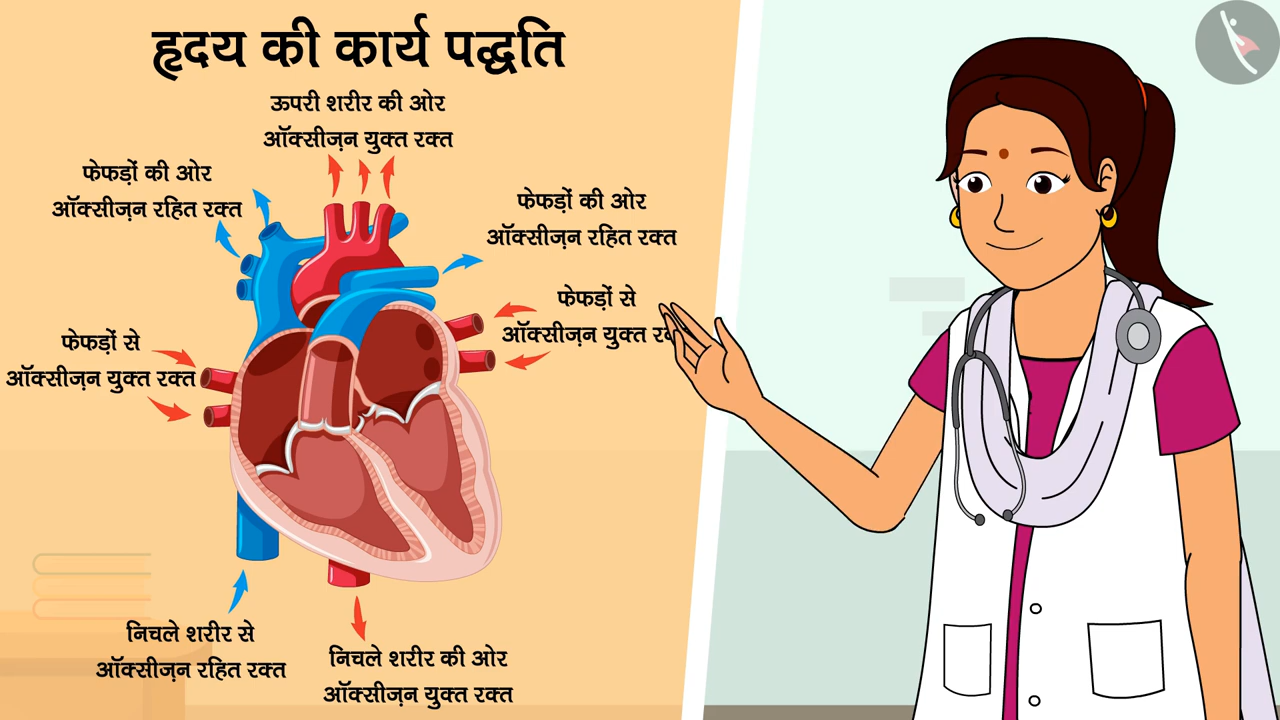 हृदय की कार्य पद्धति
ऊपरी शरीर की ओर
ऑक्सीज़न युक्त रक्त
फेफड़ों की ओर
ऑक्सीज़न रहित रक्त
फेफड़ों की ओर
ऑक्सीज़न रहित रक्त
फेफड़ों से
ऑक्सीज़न युक्त
फेफड़ों से
ऑक्सीज़न युक्त रक्त
निचले शरीर से
ऑक्सीज़न रहित रक्त
निचले शरीर की ओर
ऑक्सीज़न युक्त रक्त